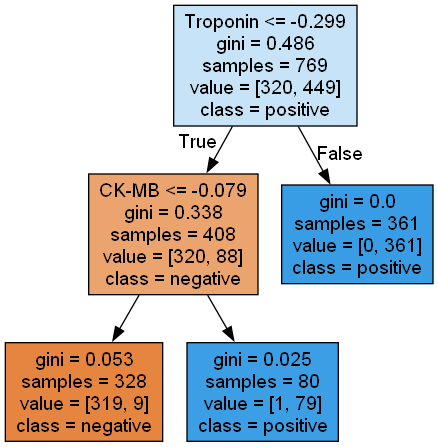 Troponin <= -0.299
gini = 0.486
samples = 769
value = [320, 449]
class = positive
True
False
CK-MB <= -0.079
gini = 0.338
samples = 408
value = [320, 88]
class = negative
gini = 0.0
samples = 361
value = [0, 361]
class = positive
gini = 0.053
samples = 328
value = [319, 9]
class = negative
gini = 0.025
samples = 80
value = [1, 79]
class = positive